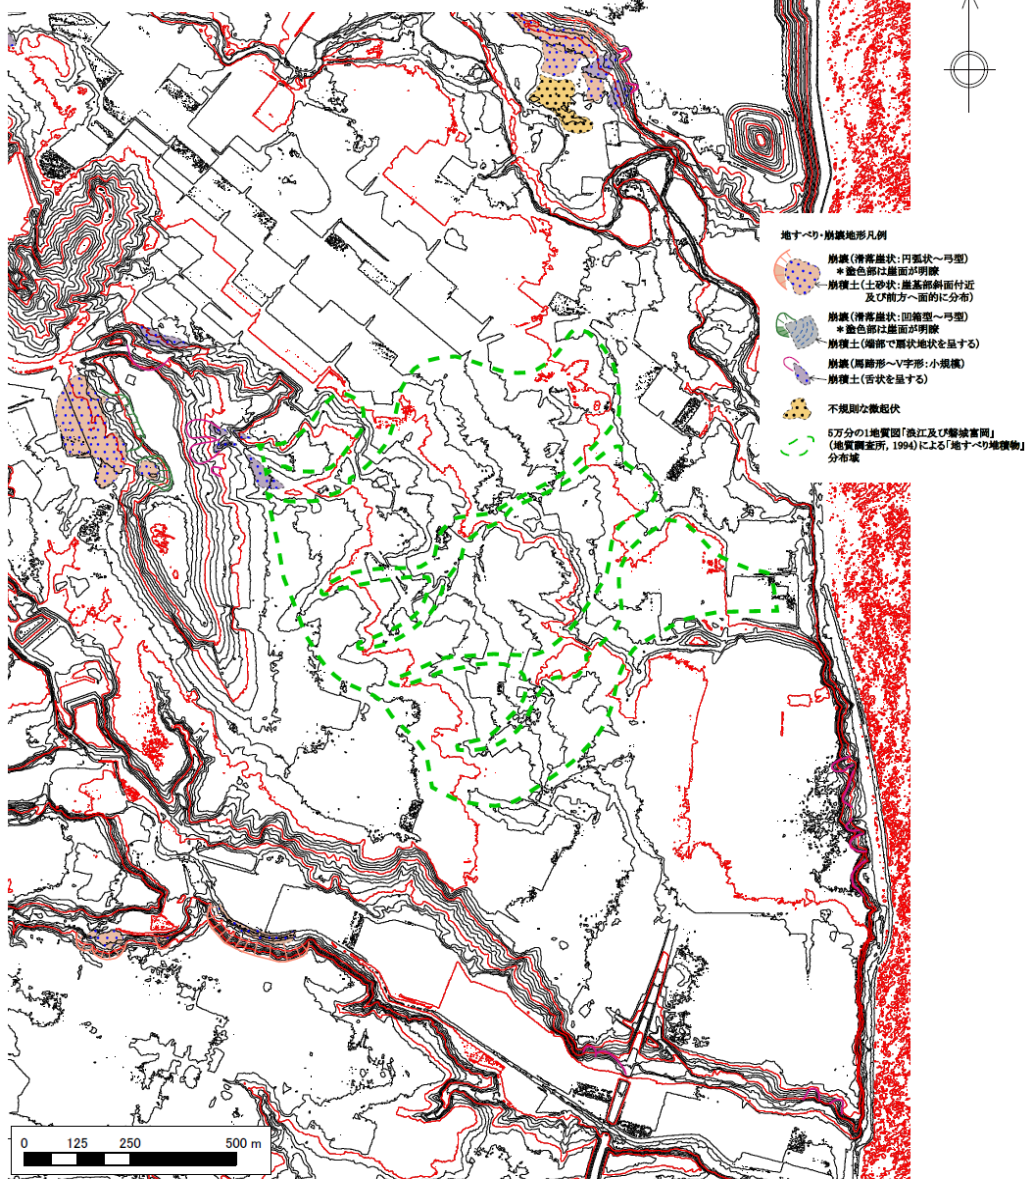 地すべり・崩壊地形凡例
崩壊(滑落崖状:円弧状～弓型)
*塗色部は崖面が明瞭
崩積土(土砂状:崖基部斜面付近
及び前方へ面的に分布)
崩壊(滑落崖状:凹箱型～弓型)
*塗色部は崖面が明瞭
崩積土(端部で扇状地状を呈する)
崩壊(馬蹄形～V字形:小規模)
崩積土(舌状を呈する)
不規則な微起伏
5万分の1地質図「浪江及び磐城富岡」
(地質調査所, 1994)による「地すべり堆積物」
分布域
0 125 250 500 m